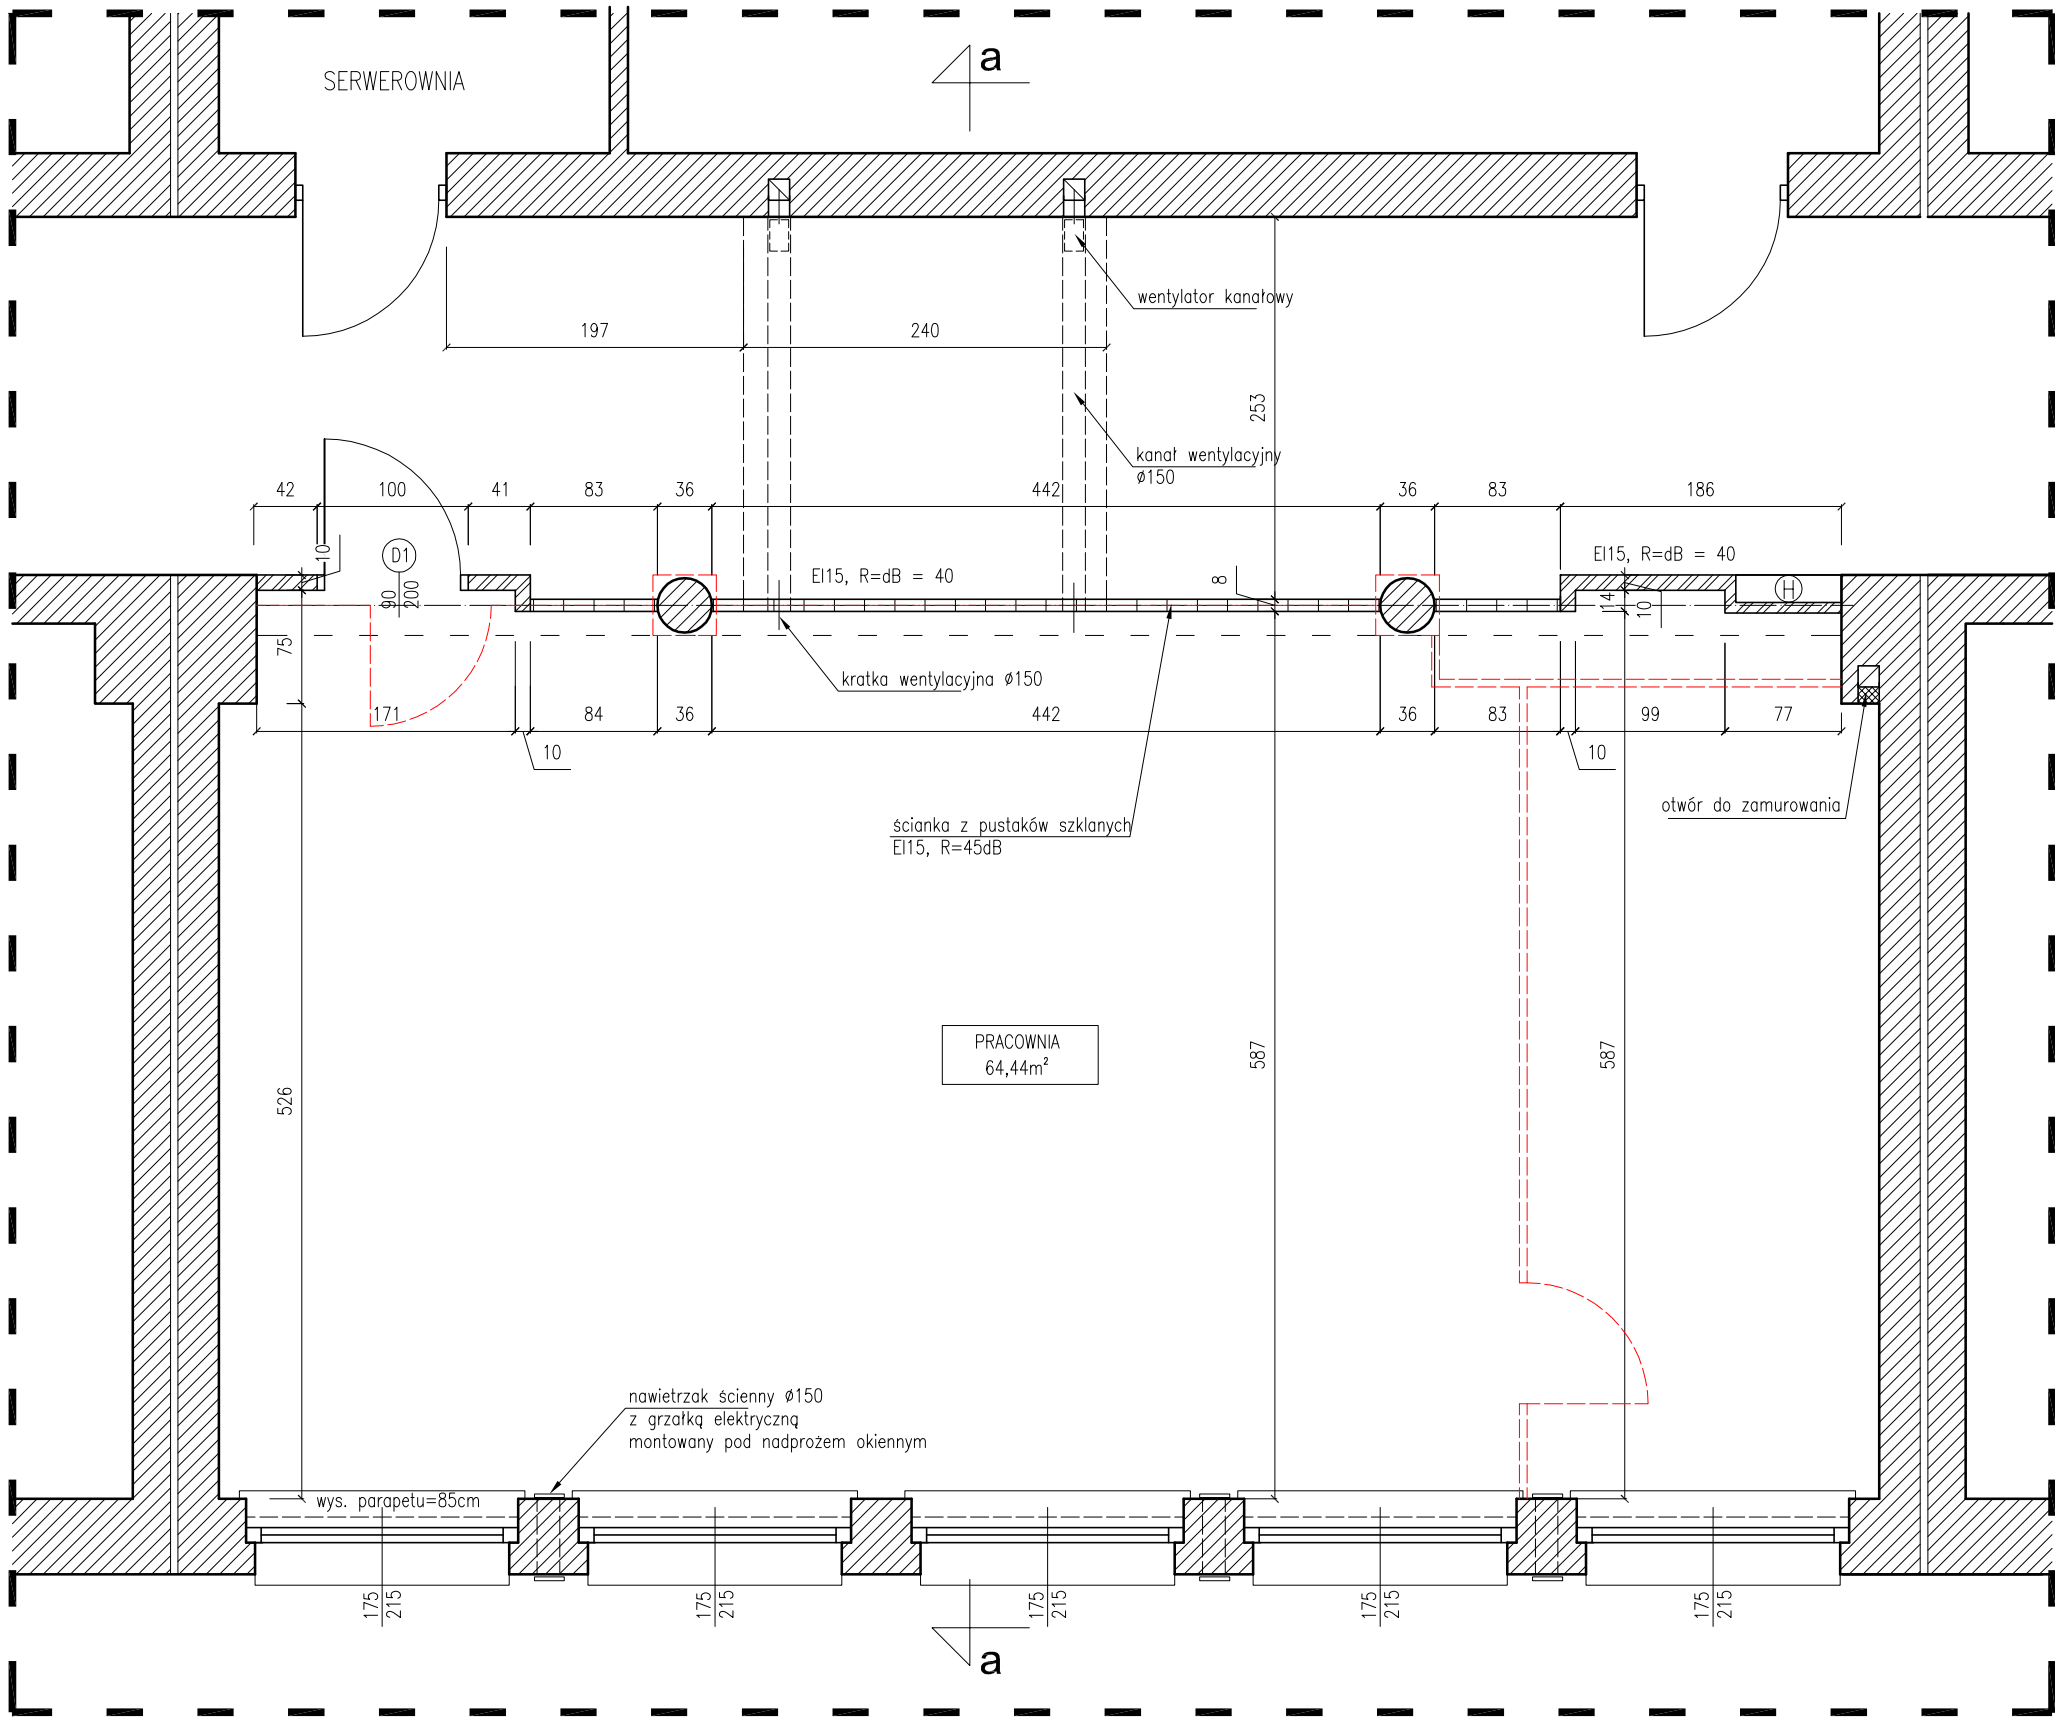 a
SERWEROWNIA
wentylator kanałowy
197
240
253
kanał wentylacyjny
ø150
42
100
41
83
36
442
36
83
186
10
D1
90
200
EI15, R=dB = 40
8
EI15, R=dB = 40
H
14
10
75
kratka wentylacyjna ø150
171
84
36
442
36
83
99
77
10
10
otwór do zamurowania
ścianka z pustaków szklanych
EI15, R=45dB
PRACOWNIA
64,44m²
587
587
526
nawietrzak ścienny ø150
z grzałką elektryczną
montowany pod nadprożem okiennym
wys. parapetu=85cm
175
215
175
215
175
215
175
215
175
215
a